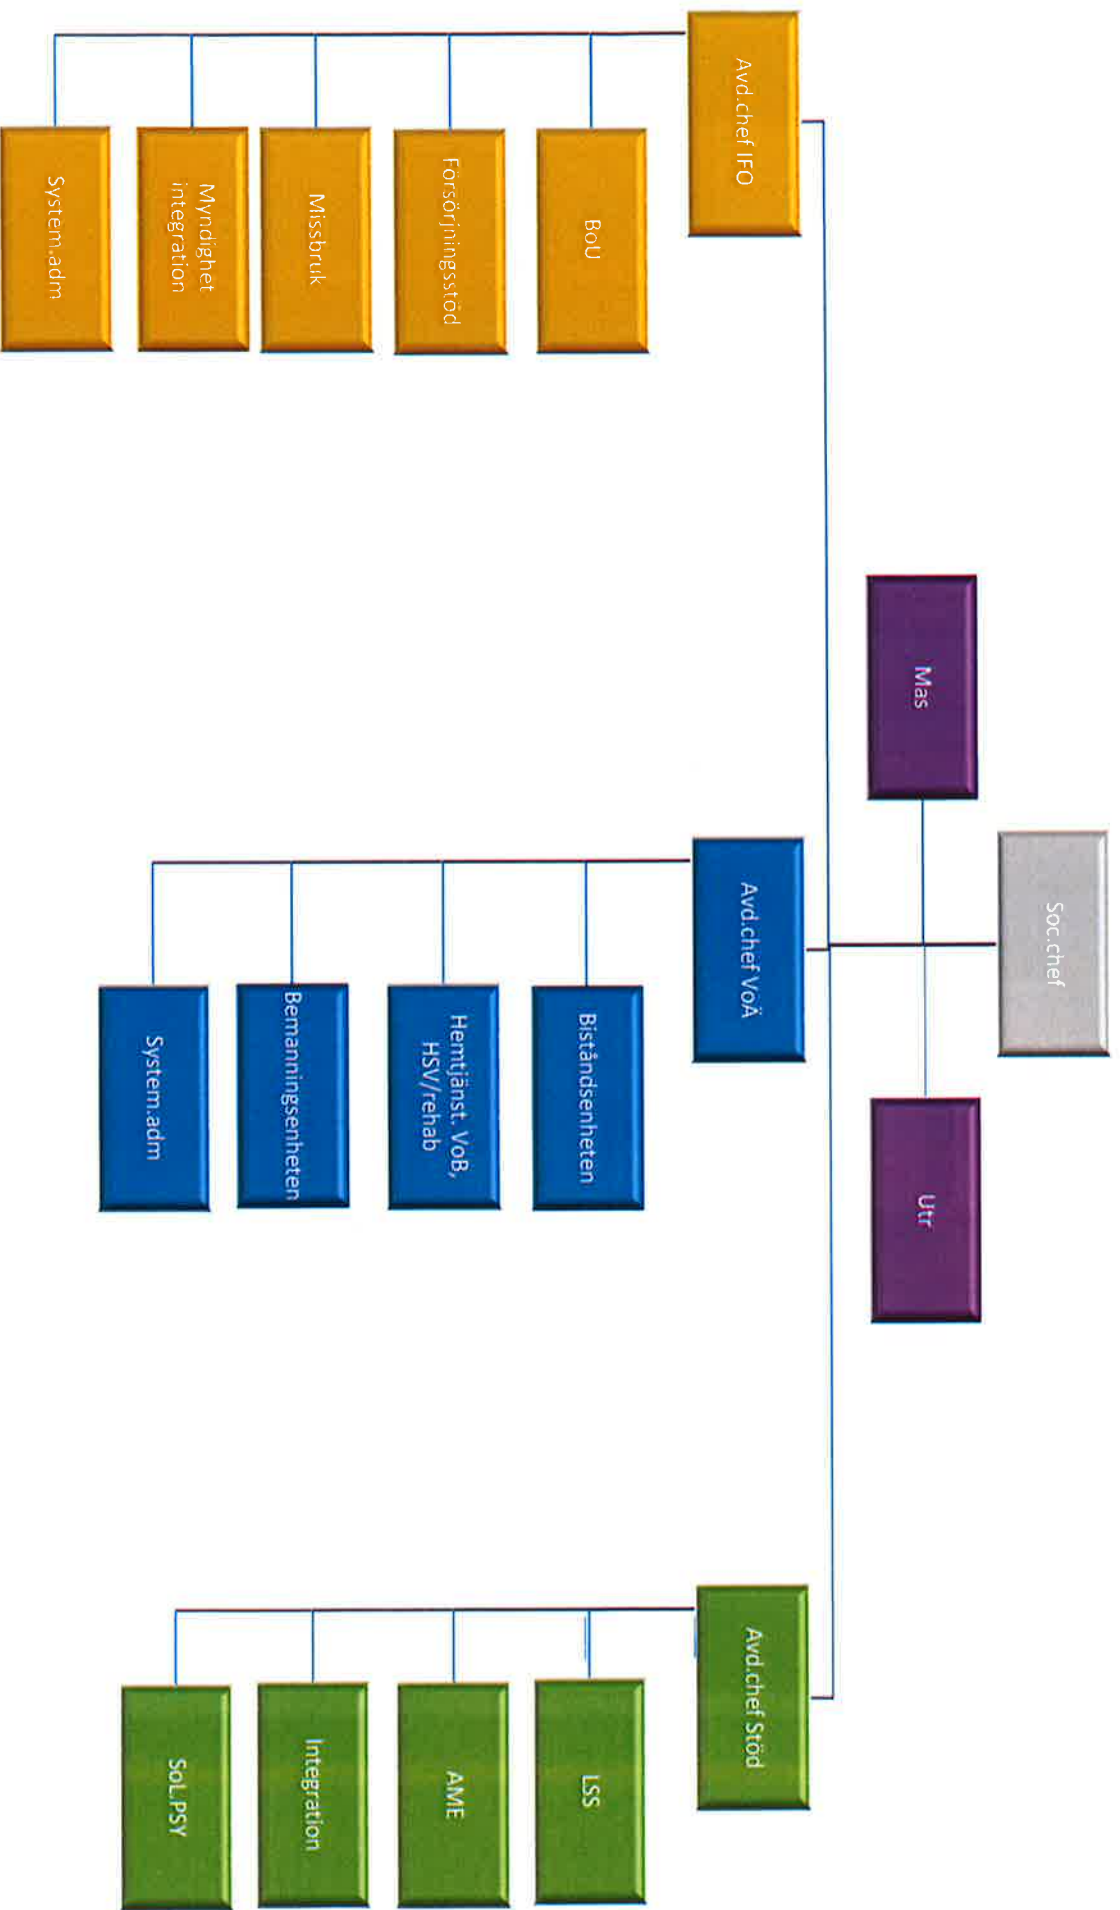 Soc.chef
Mas
Utr
Avd.chef IFO
BoU
Försörjningsstöd
Missbruk
Myndighet
integration
System.adm
Avd.chef VoÄ
Biståndsenheten
Hemtjänst. VoB,
HSV/rehab
Bemanningsenheten
System.adm
Avd.chef Stöd
LSS
AME
Integration
SoL.PSY